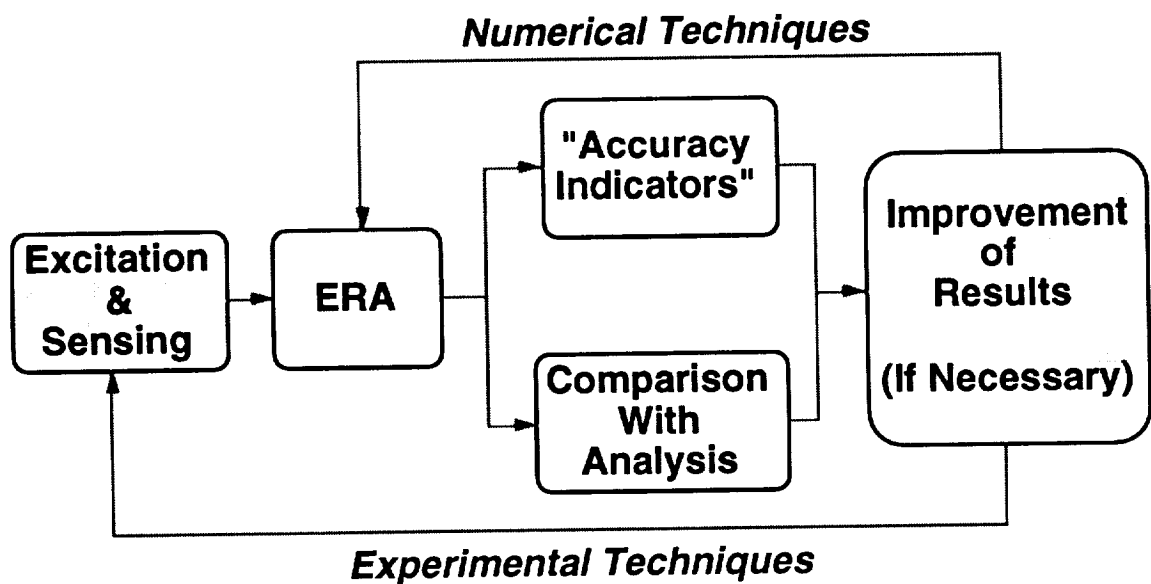 Numerical Techniques
"Accuracy
Indicators"
Excitation
&
Sensing
ERA
Improvement
of
Results
(If Necessary)
Comparison
With
Analysis
Experimental Techniques